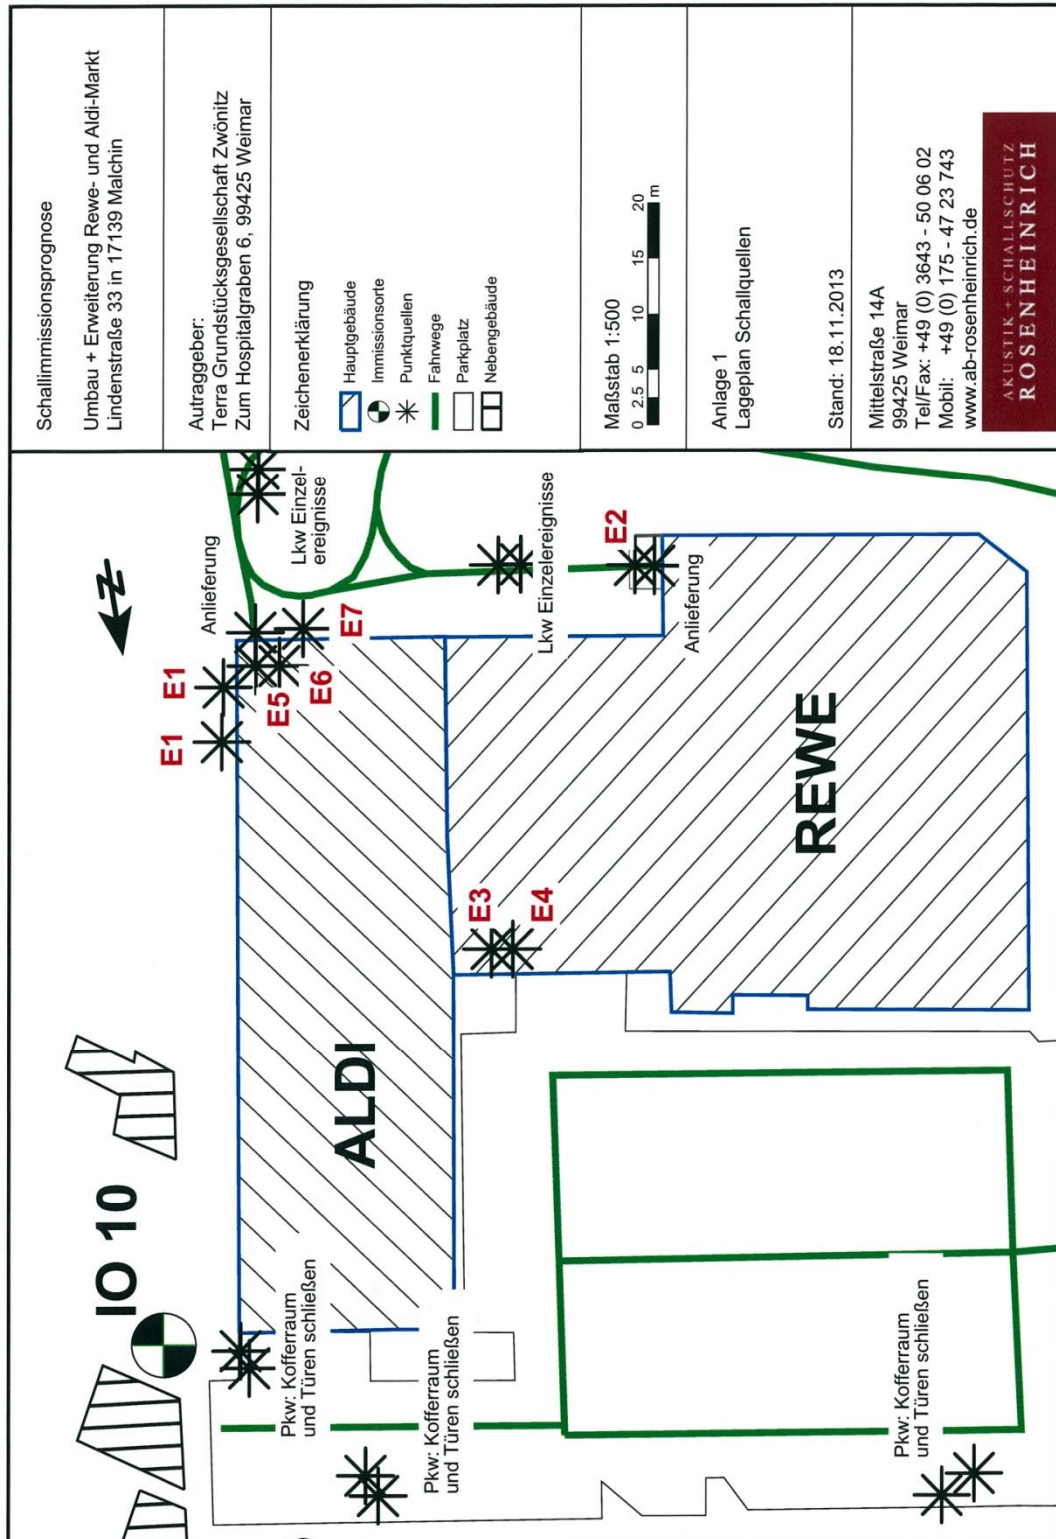 Schallimmissionsprognose
Umbau + Erweiterung Rewe- und Aldi-Markt
Lindenstraße 33 in 17139 Malchin
Autraggeber:
Terra Grundstücksgesellschaft Zwönitz
Zum Hospitalgraben 6, 99425 Weimar
Zeichenerklärung
Hauptgebäude
Immissionsorte
Punktquellen
Fahrwege
Parkplatz
Nebengebäude
Maßstab 1:500
0 2.5 5 10 15 20
m
Anlage 1
Lageplan Schallquellen
Stand: 18.11.2013
Mittelstraße 14A
99425 Weimar
Tel/Fax: +49 (0) 3643 - 50 06 02
Mobil: +49 (0) 175 - 47 23 743
www.ab-rosenheinrich.de
AKUSTIK + SCHALLSCHUTZ
ROSENHEINRICH
N
IO 10
Pkw: Kofferraum
und Türen schließen
ALDI
E1
E1
Anlieferung
E5
E6
E7
Lkw Einzel-
ereignisse
Pkw: Kofferraum
und Türen schließen
E3
E4
Lkw Einzelereignisse
E2
Anlieferung
REWE
Pkw: Kofferraum
und Türen schließen